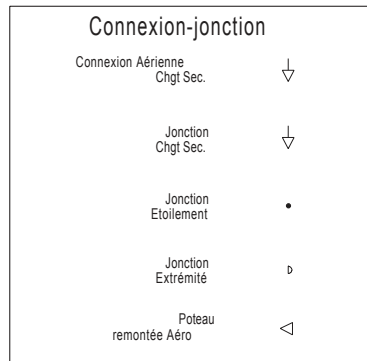 Connexion-jonction
Connexion Aérienne
Chgt Sec.
Jonction
Chgt Sec.
Jonction
Etoilement
Jonction
Extrémité
Poteau
remontée Aéro